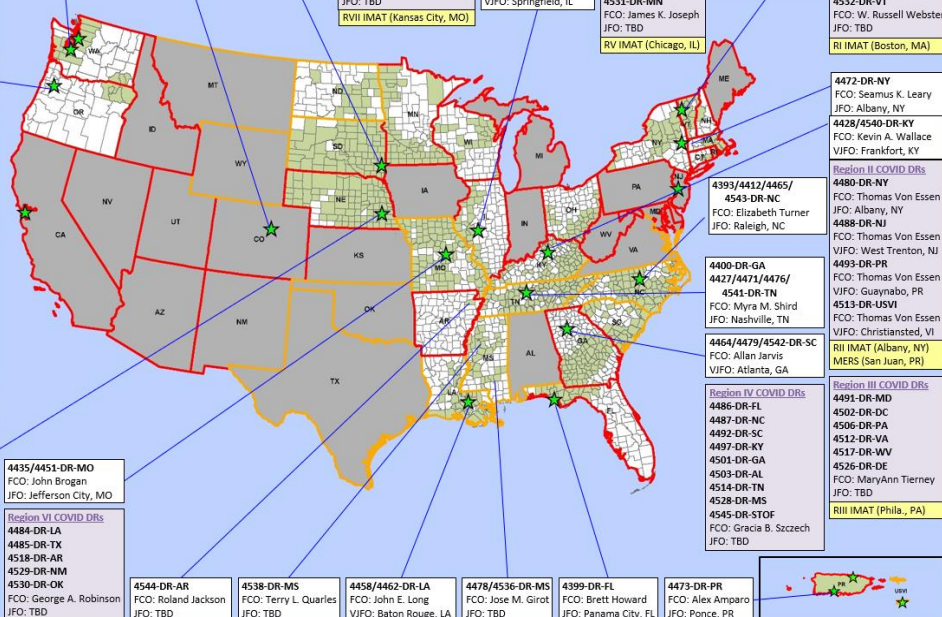 JFO: TBD
RVII IMAT (Kansas City, MO)
VJFO: Springfield, IL
4531-DR-MN
FCO: James K. Joseph
JFO: TBD
RV IMAT (Chicago, IL)
4532-DR-VT
FCO: W. Russell Webster
JFO: TBD
RI IMAT (Boston, MA)
4472-DR-NY
FCO: Seamus K. Leary
JFO: Albany, NY
4428/4540-DR-KY
FCO: Kevin A. Wallace
VJFO: Frankfort, KY
Region II COVID DRs
4480-DR-NY
FCO: Thomas Von Essen
JFO: Albany, NY
4488-DR-NJ
FCO: Thomas Von Essen
VJFO: West Trenton, NJ
4493-DR-PR
FCO: Thomas Von Essen
VJFO: Guaynabo, PR
4513-DR-USVI
FCO: Thomas Von Essen
VJFO: Christiansted, VI
RII IMAT (Albany, NY)
MERS (San Juan, PR)
4393/4412/4465/
4543-DR-NC
FCO: Elizabeth Turner
JFO: Raleigh, NC
4400-DR-GA
4427/4471/4476/
4541-DR-TN
FCO: Myra M. Shird
JFO: Nashville, TN
4464/4479/4542-DR-SC
FCO: Allan Jarvis
VJFO: Atlanta, GA
Region IV COVID DRs
4486-DR-FL
4487-DR-NC
4492-DR-SC
4497-DR-KY
4501-DR-GA
4503-DR-AL
4514-DR-TN
4528-DR-MS
4545-DR-STOF
FCO: Gracia B. Szczech
JFO: TBD
Region III COVID DRs
4491-DR-MD
4502-DR-DC
4506-DR-PA
4512-DR-VA
4517-DR-WV
4526-DR-DE
FCO: MaryAnn Tierney
JFO: TBD
RIII IMAT (Phila., PA)
WA
MT
ND
MN
ME
OR
ID
SD
WI
MI
NY
NH
MA
CT
WY
NE
IA
PA
NJ
NV
UT
CO
IN
OH
MD
CA
KS
MO
WV
VA
KY
AZ
NM
OK
AR
TN
NC
SC
TX
LA
MS
AL
GA
FL
4435/4451-DR-MO
FCO: John Brogan
JFO: Jefferson City, MO
Region VI COVID DRs
4484-DR-LA
4485-DR-TX
4518-DR-AR
4529-DR-NM
4530-DR-OK
FCO: George A. Robinson
JFO: TBD
4544-DR-AR
FCO: Roland Jackson
JFO: TBD
4538-DR-MS
FCO: Terry L. Quarles
JFO: TBD
4458/4462-DR-LA
FCO: John E. Long
VJFO: Baton Rouge, LA
4478/4536-DR-MS
FCO: Jose M. Girot
JFO: TBD
4399-DR-FL
FCO: Brett Howard
JFO: Panama City, FL
4473-DR-PR
FCO: Alex Amparo
JFO: Ponce, PR
PR
USVI